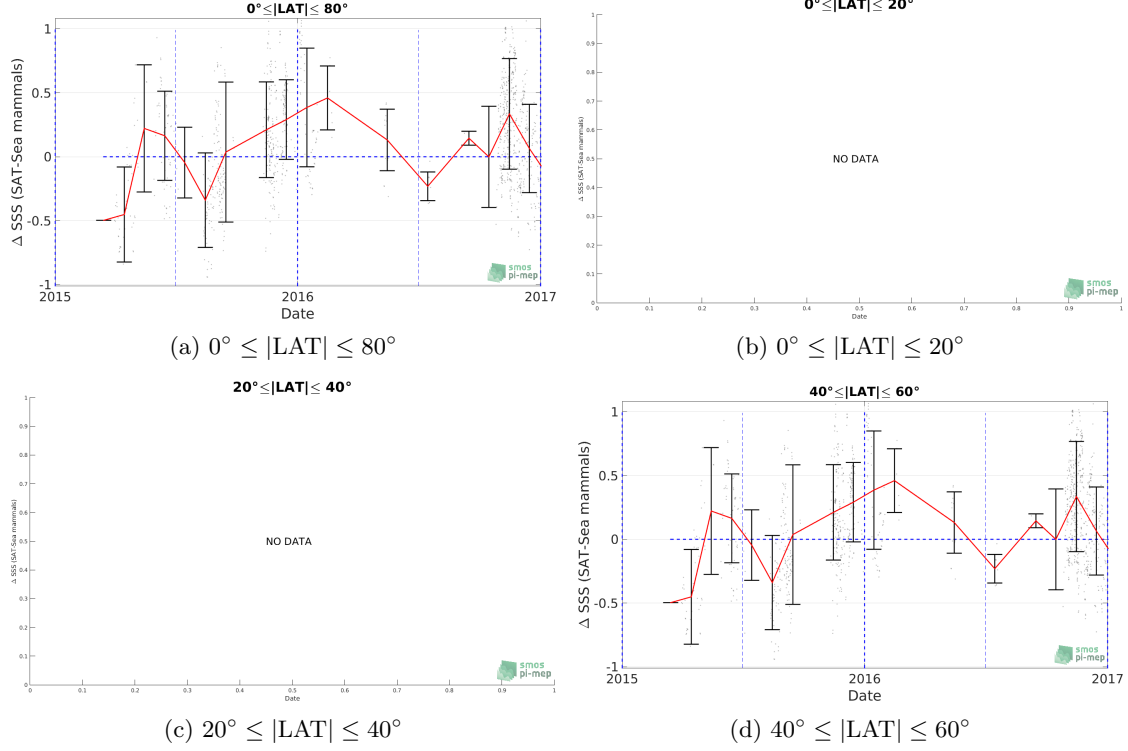 0°≤|LAT|≤ 80°
1
0.5
0
-0.5
-1
Δ SSS (SAT-Sea mammals)
2015
2016
2017
Date
smos
pi-mep
(a) 0° ≤ |LAT| ≤ 80°
0°≤|LAT|≤ 20°
1
0.9
0.8
0.7
0.6
0.5
0.4
0.3
0.2
0.1
0
Δ SSS (SAT-Sea mammals)
NO DATA
0
0.1
0.2
0.3
0.4
0.5
0.6
0.7
0.8
0.9
1
Date
smos
pi-mep
(b) 0° ≤ |LAT| ≤ 20°
20°≤|LAT|≤ 40°
1
0.9
0.8
0.7
0.6
0.5
0.4
0.3
0.2
0.1
0
Δ SSS (SAT-Sea mammals)
NO DATA
0
0.1
0.2
0.3
0.4
0.5
0.6
0.7
0.8
0.9
1
Date
smos
pi-mep
(c) 20° ≤ |LAT| ≤ 40°
40°≤|LAT|≤ 60°
1
0.5
0
-0.5
-1
Δ SSS (SAT-Sea mammals)
2015
2016
2017
Date
smos
pi-mep
(d) 40° ≤ |LAT| ≤ 60°